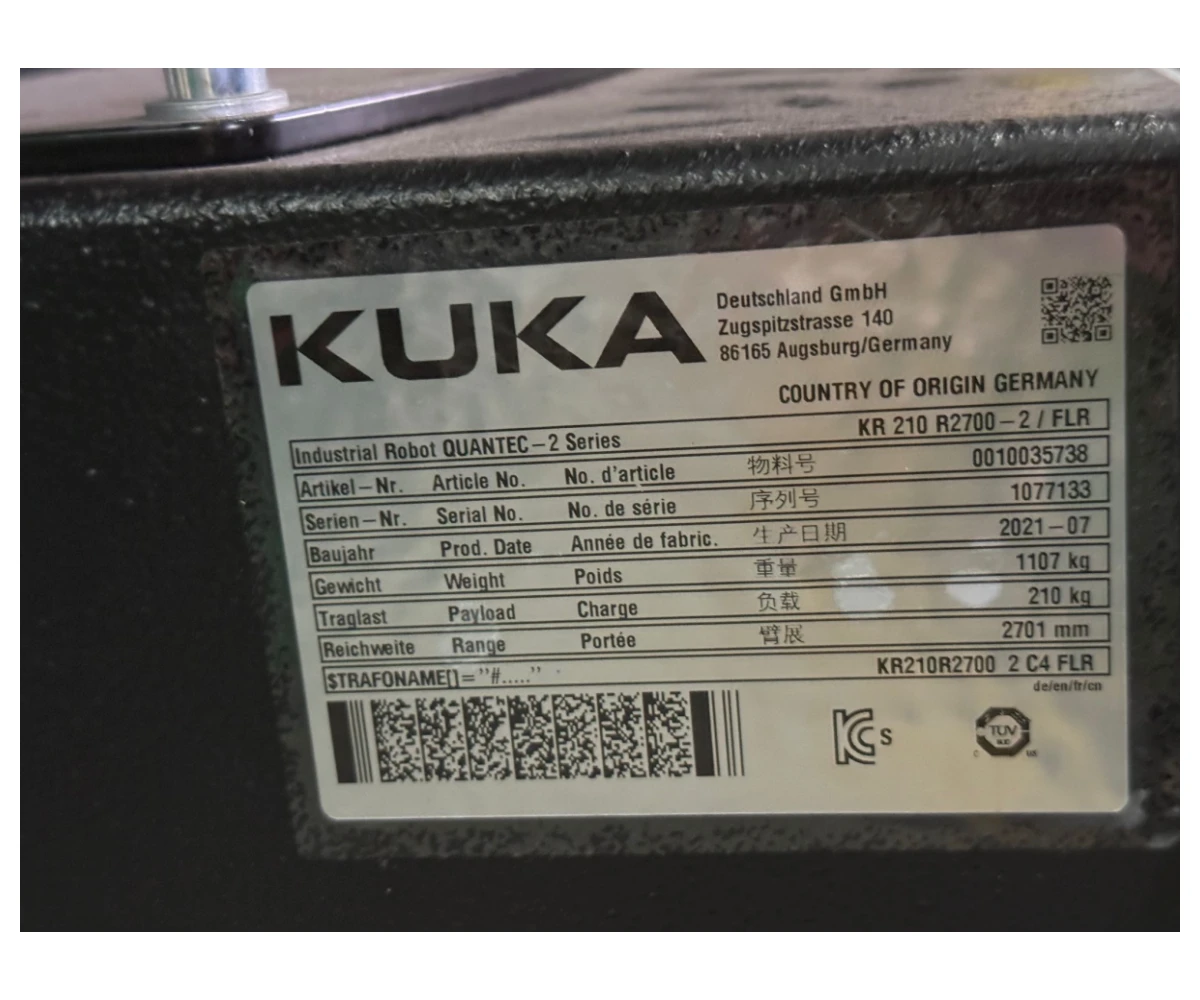 KUKA
Deutschland GmbH
Zugspitzstrasse 140
86165 Augsburg/Germany
COUNTRY OF ORIGIN GERMANY
Industrial Robot QUANTEC-2 Series KR 210 R2700-2 / FLR
Artikel-Nr. Article No. No. d'article 物料号 0010035738
Serien-Nr. Serial No. No. de série 序列号 1077133
Baujahr Prod. Date Année de fabric. 生产日期 2021-07
Gewicht Weight Poids 重量 1107 kg
Traglast Payload Charge 负载 210 kg
Reichweite Range Portée 臂展 2701 mm
$TRAFONAME[]="#....." KR210R2700 2 C4 FLR
de/en/fr/cn
S
TÜV